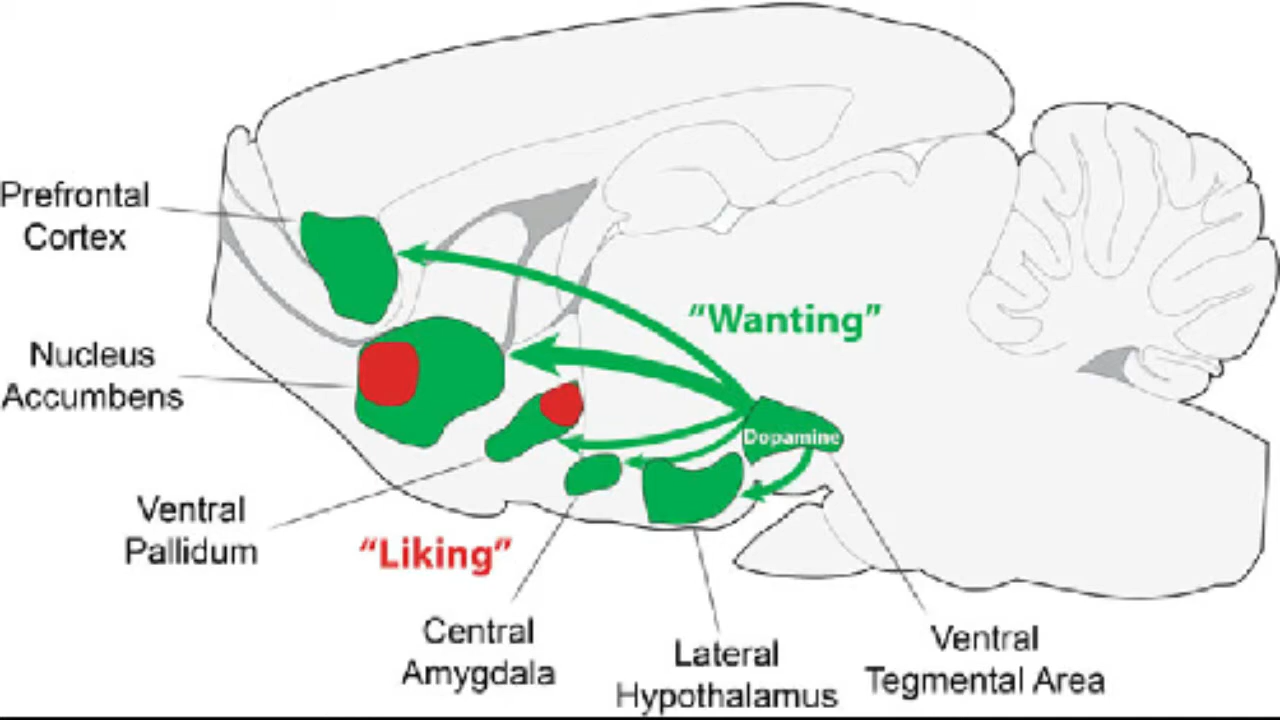 Prefrontal
Cortex
"Wanting"
Nucleus
Accumbens
Dopamine
Ventral
Pallidum
"Liking"
Central
Amygdala
Lateral
Hypothalamus
Ventral
Tegmental Area